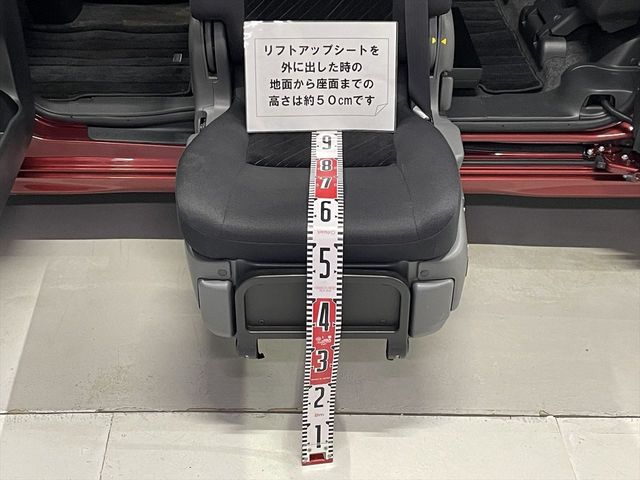 リフトアップシートを
外に出した時の
地面から座面までの
高さは約５０cmです
9
8
7
6
5
4
3
2
1